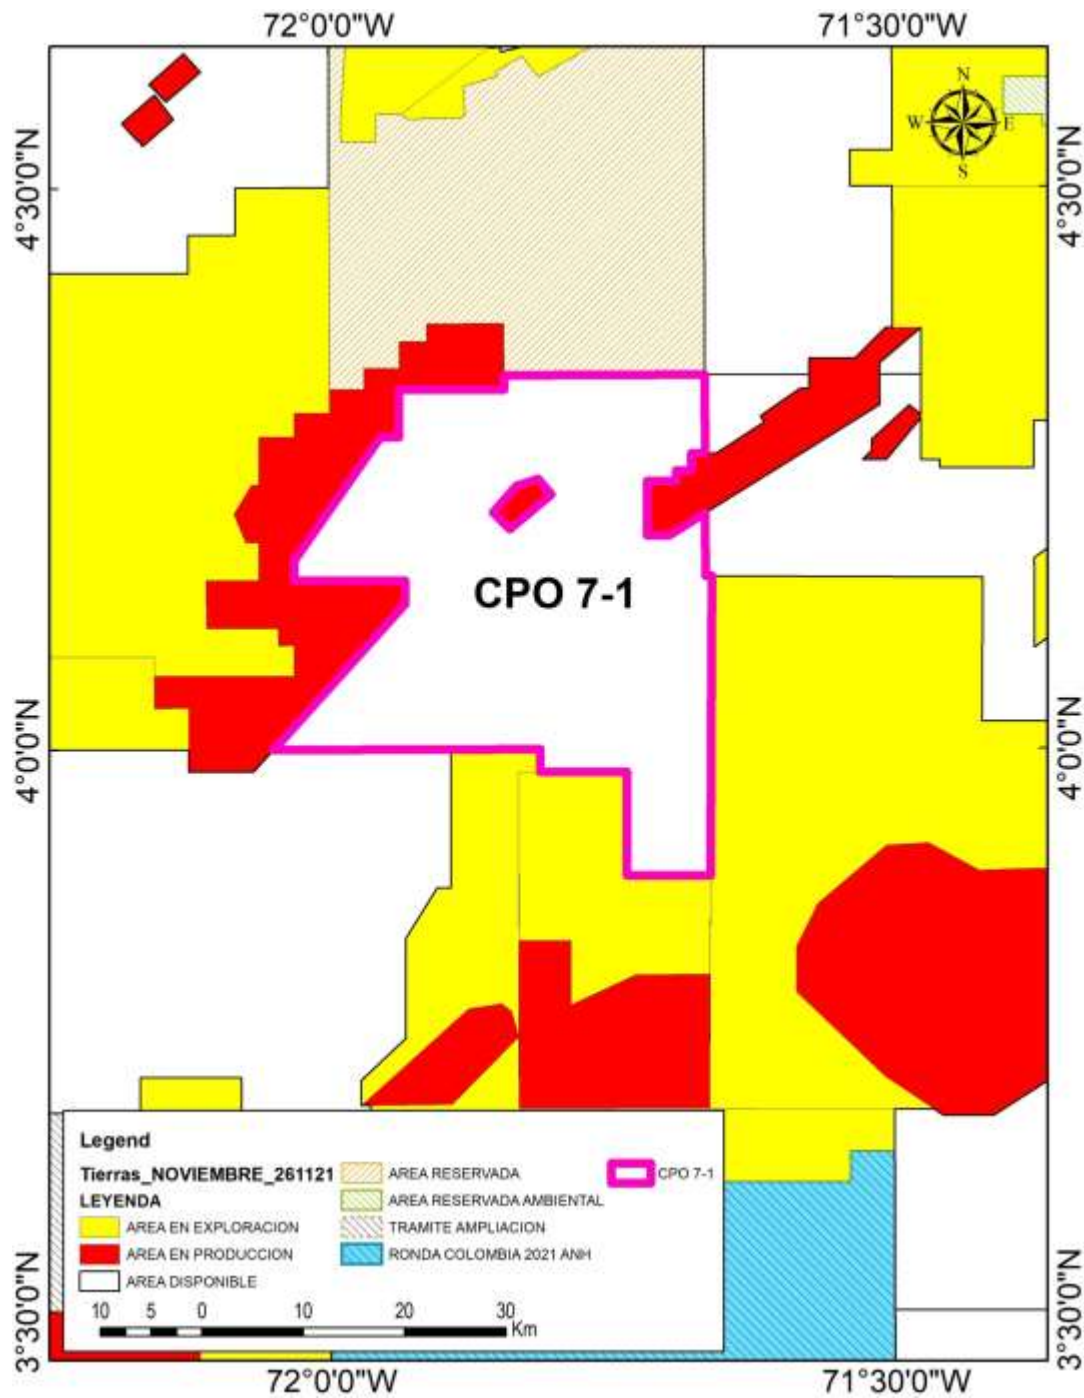 72°0'0"W 71°30'0"W
N
W E
S
4°30'0"N 4°30'0"N
CPO 7-1
4°0'0"N 4°0'0"N
Legend
Tierras_NOVIEMBRE_261121
LEYENDA
AREA EN EXPLORACION
AREA EN PRODUCCION
AREA DISPONIBLE
AREA RESERVADA
AREA RESERVADA AMBIENTAL
TRAMITE AMPLIACION
RONDA COLOMBIA 2021 ANH
CPO 7-1
10 5 0 10 20 30
Km
3°30'0"N 3°30'0"N
72°0'0"W 71°30'0"W